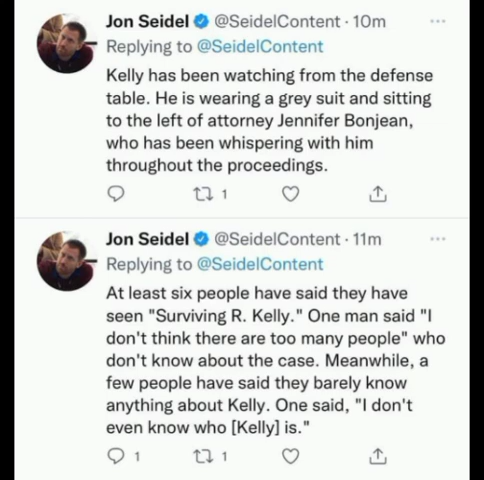 Jon Seidel @SeidelContent · 10m
Replying to @SeidelContent
Kelly has been watching from the defense
table. He is wearing a grey suit and sitting
to the left of attorney Jennifer Bonjean,
who has been whispering with him
throughout the proceedings.
1
Jon Seidel @SeidelContent · 11m
Replying to @SeidelContent
At least six people have said they have
seen "Surviving R. Kelly." One man said "I
don't think there are too many people" who
don't know about the case. Meanwhile, a
few people have said they barely know
anything about Kelly. One said, "I don't
even know who [Kelly] is."
1 1